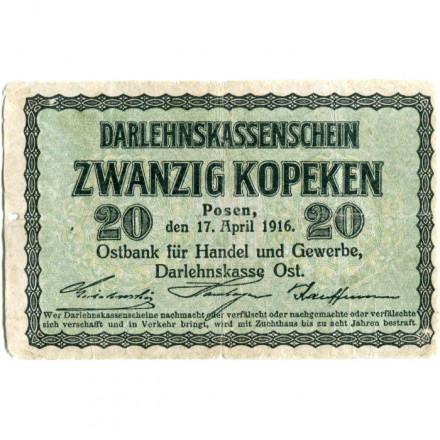 DARLEHNSKASSENSCHEIN
ZWANZIG KOPEKEN
20 Posen, 20
den 17. April 1916.
Ostbank für Handel und Gewerbe,
Darlehnskasse Ost.
Wer Darlehnskassenscheine nachmacht oder verfälscht oder nachgemachte oder verfälschte
sich verschafft und in Verkehr bringt, wird mit Zuchthaus bis zu acht Jahren bestraft